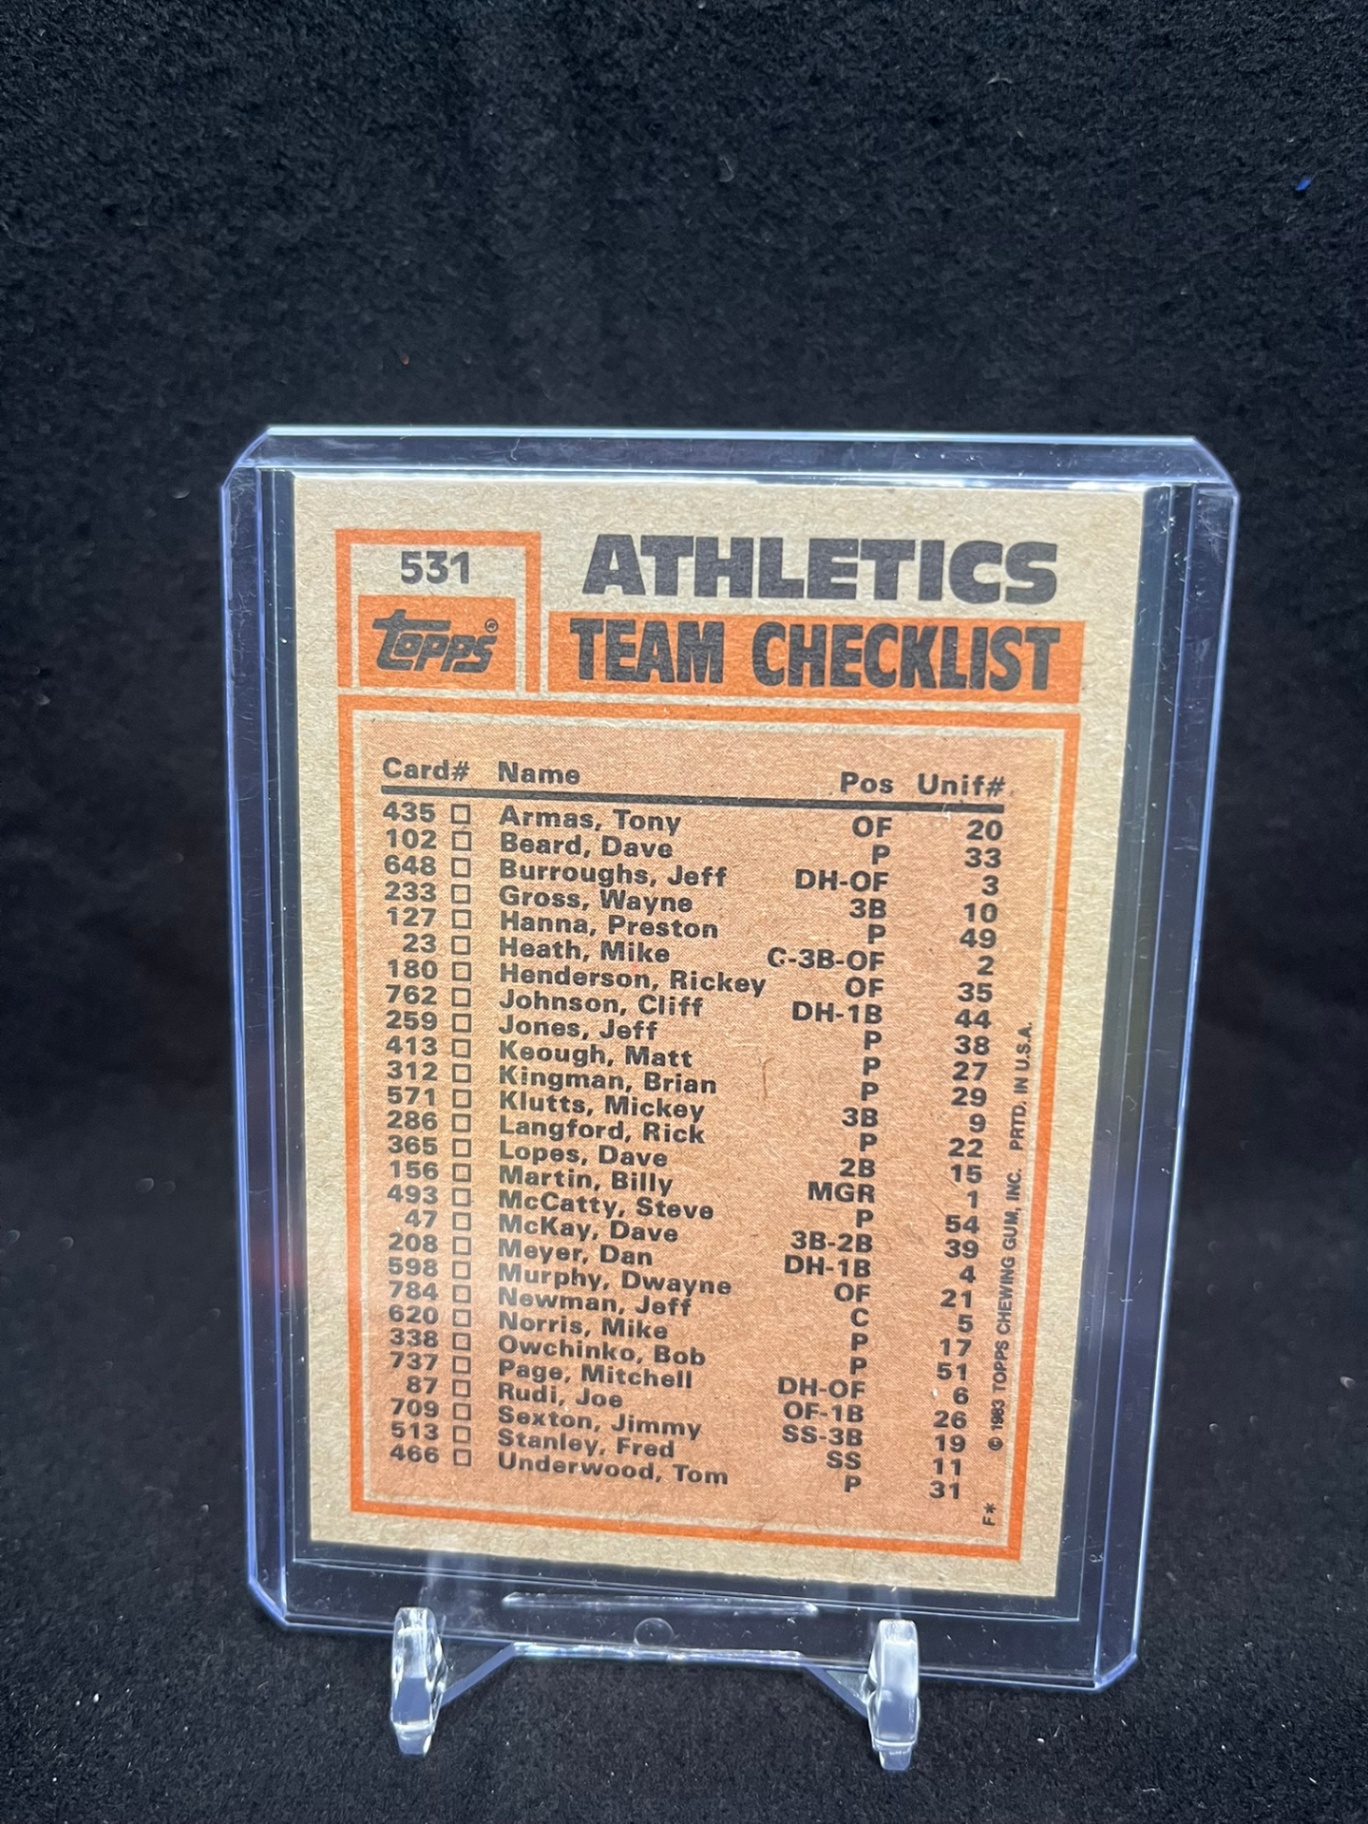 531
topps®
ATHLETICS
TEAM CHECKLIST
Card# Name Pos Unif#
435 □ Armas, Tony OF 20
102 □ Beard, Dave P 33
648 □ Burroughs, Jeff DH-OF 3
233 □ Gross, Wayne 3B 10
127 □ Hanna, Preston P 49
23 □ Heath, Mike C-3B-OF 2
180 □ Henderson, Rickey OF 35
762 □ Johnson, Cliff DH-1B 44
259 □ Jones, Jeff P 38
413 □ Keough, Matt P 27
312 □ Kingman, Brian P 29
571 □ Klutts, Mickey 3B 9
286 □ Langford, Rick P 22
365 □ Lopes, Dave 2B 15
156 □ Martin, Billy MGR 1
493 □ McCatty, Steve P 54
47 □ McKay, Dave 3B-2B 39
208 □ Meyer, Dan DH-1B 4
598 □ Murphy, Dwayne OF 21
784 □ Newman, Jeff C 5
620 □ Norris, Mike P 17
338 □ Owchinko, Bob P 51
737 □ Page, Mitchell DH-OF 6
87 □ Rudi, Joe OF-1B 26
709 □ Sexton, Jimmy SS-3B 19
513 □ Stanley, Fred SS 11
466 □ Underwood, Tom P 31
F* © 1983 TOPPS CHEWING GUM, INC. PRTD. IN U.S.A.